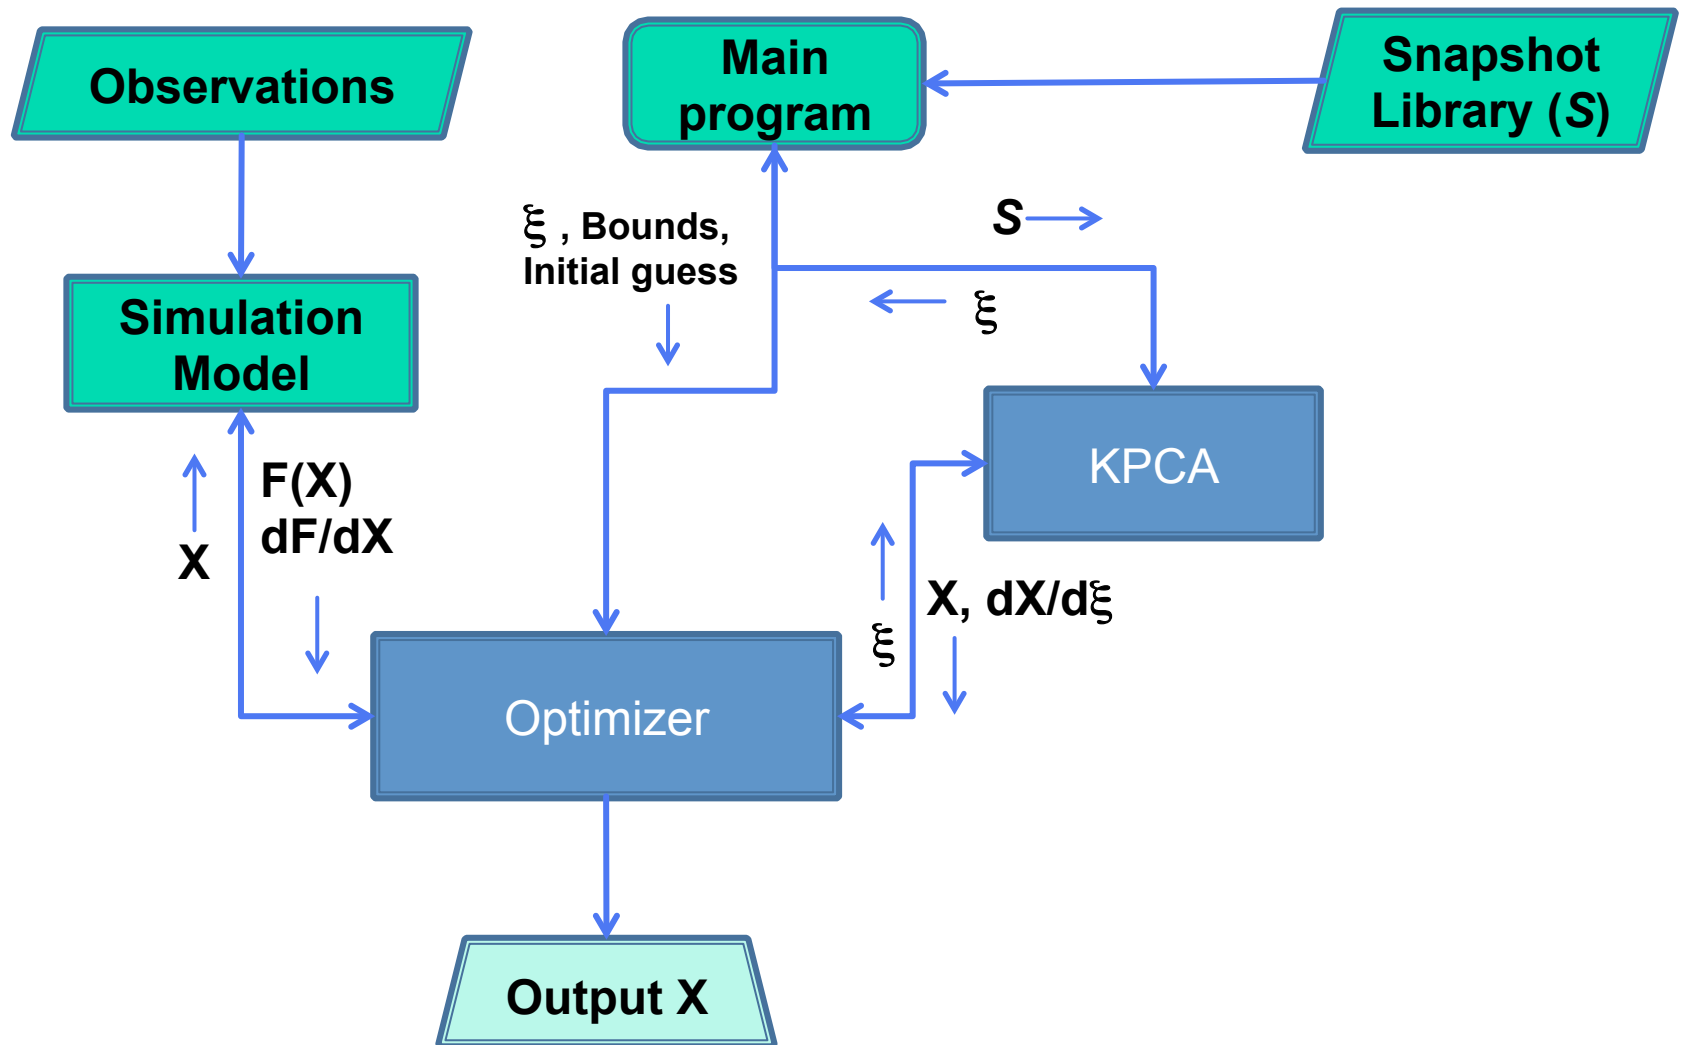 Observations
Main
program
Snapshot
Library (S)
ξ , Bounds,
Initial guess
S
ξ
Simulation
Model
KPCA
F(X)
dF/dX
X
X, dX/dξ
ξ
Optimizer
Output X